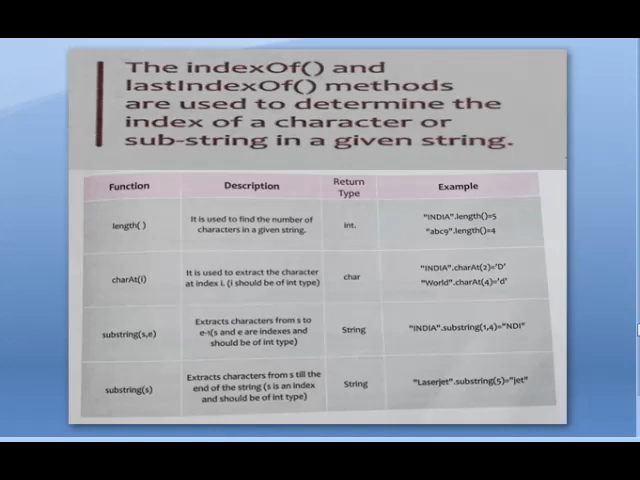 The indexOf() and
lastIndexOf() methods
are used to determine the
index of a character or
sub-string in a given string.
Function Description Return Type Example
length( )
It is used to find the number of
characters in a given string.
Int.
"INDIA".length()=5
"abc9".length()=4
charAt(i)
It is used to extract the character
at index i. (i should be of int type)
char
"INDIA".charAt(2)='D'
"World".charAt(4)='d'
substring(s,e)
Extracts characters from s to
e-1(s and e are indexes and
should be of int type)
String
"INDIA".substring(1,4)="NDI"
substring(s)
Extracts characters from s till the
end of the string (s is an index
and should be of int type)
String
"Laserjet".substring(5)="jet"